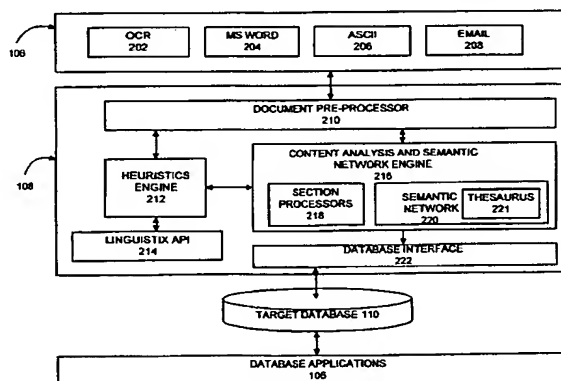 106
OCR
202
MS WORD
204
ASCII
206
EMAIL
208
108
DOCUMENT PRE-PROCESSOR
210
HEURISTICS
ENGINE
212
CONTENT ANALYSIS AND SEMANTIC
NETWORK ENGINE
216
SECTION
PROCESSORS
218
SEMANTIC
NETWORK
220
THESAURUS
221
LINGUISTIX API
214
DATABASE INTERFACE
222
TARGET DATABASE 110
DATABASE APPLICATIONS
105